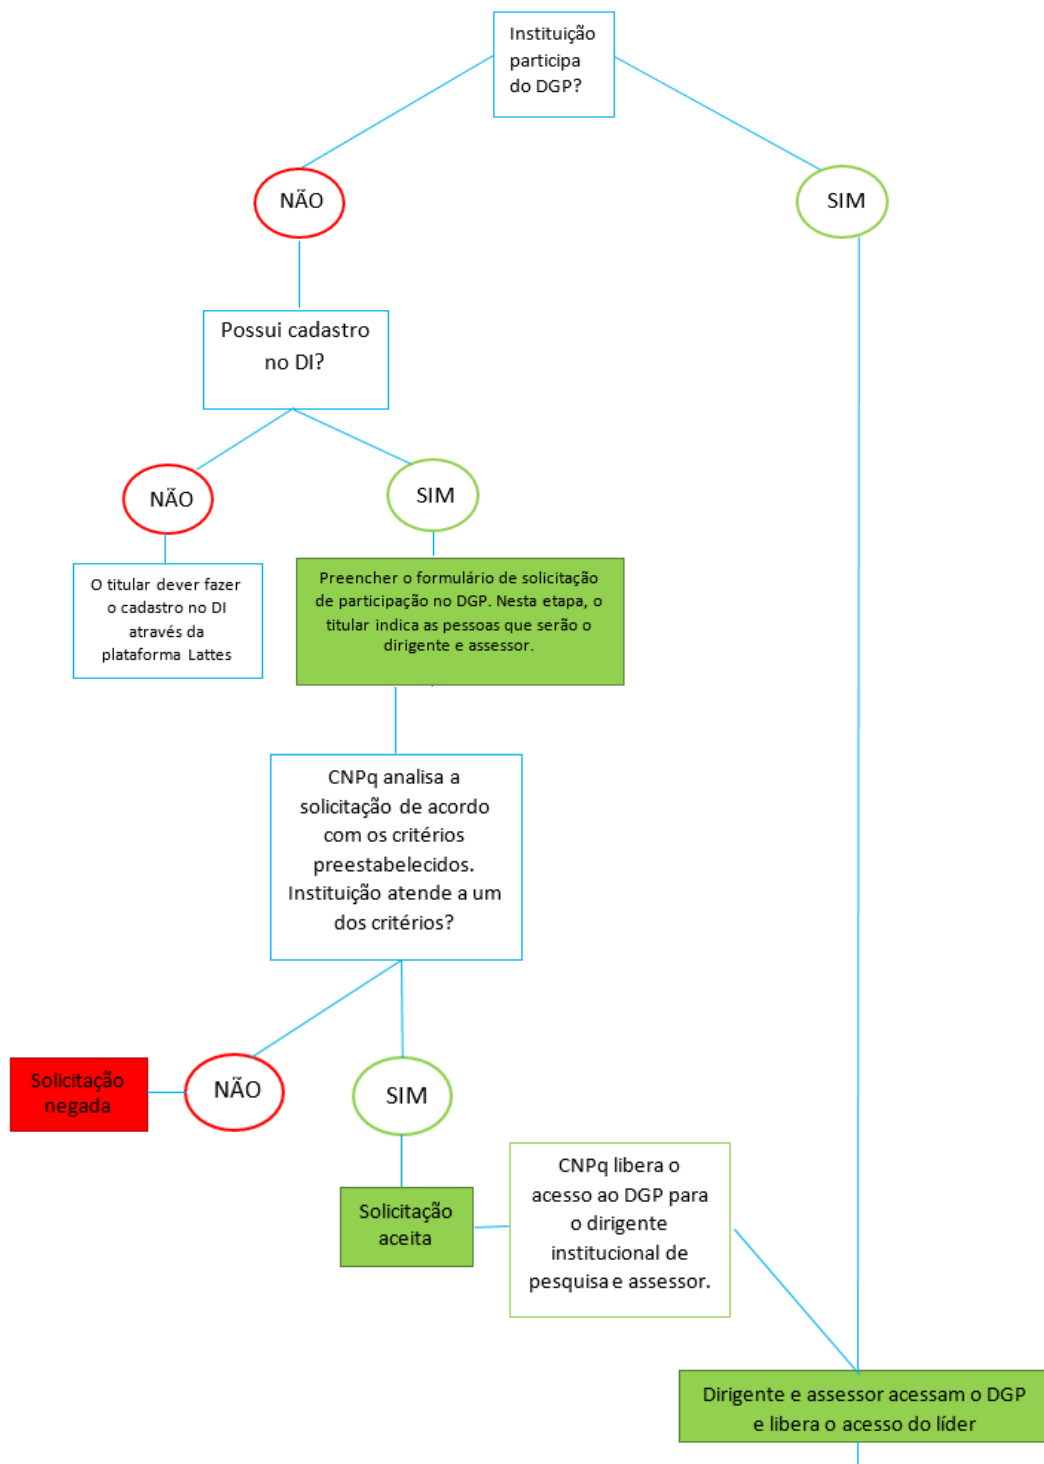 Instituição
participa
do DGP?
NÃO
SIM
Possui cadastro
no DI?
NÃO
SIM
O titular dever fazer
o cadastro no DI
através da
plataforma Lattes
Preencher o formulário de solicitação
de participação no DGP. Nesta etapa, o
titular indica as pessoas que serão o
dirigente e assessor.
CNPq analisa a
solicitação de acordo
com os critérios
preestabelecidos.
Instituição atende a um
dos critérios?
Solicitação
negada
NÃO
SIM
Solicitação
aceita
CNPq libera o
acesso ao DGP para
o dirigente
institucional de
pesquisa e assessor.
Dirigente e assessor acessam o DGP
e libera o acesso do líder